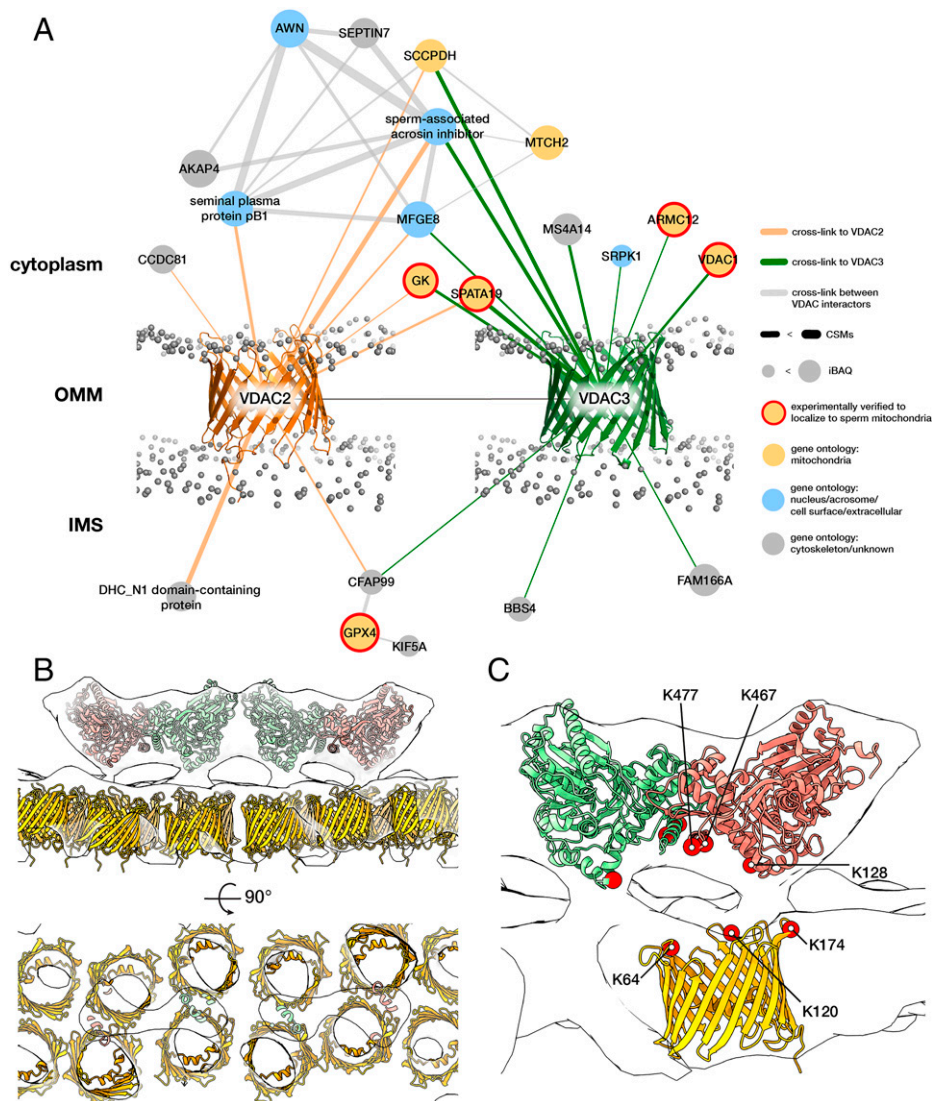 A
AWN
SEPTIN7
SCCPDH
sperm-associated
acrosin inhibitor
MTCH2
AKAP4
seminal plasma
protein pB1
MFGE8
MS4A14
ARMC12
SRPK1
VDAC1
CCDC81
GK
SPATA19
cytoplasm
OMM
IMS
VDAC2
VDAC3
cross-link to VDAC2
cross-link to VDAC3
cross-link between
VDAC interactors
< CSMs
< iBAQ
experimentally verified to
localize to sperm mitochondria
gene ontology:
mitochondria
gene ontology:
nucleus/acrosome/
cell surface/extracellular
gene ontology:
cytoskeleton/unknown
DHC_N1 domain-containing
protein
CFAP99
GPX4
KIF5A
BBS4
FAM166A
B
90°
C
K477
K467
K128
K174
K64
K120